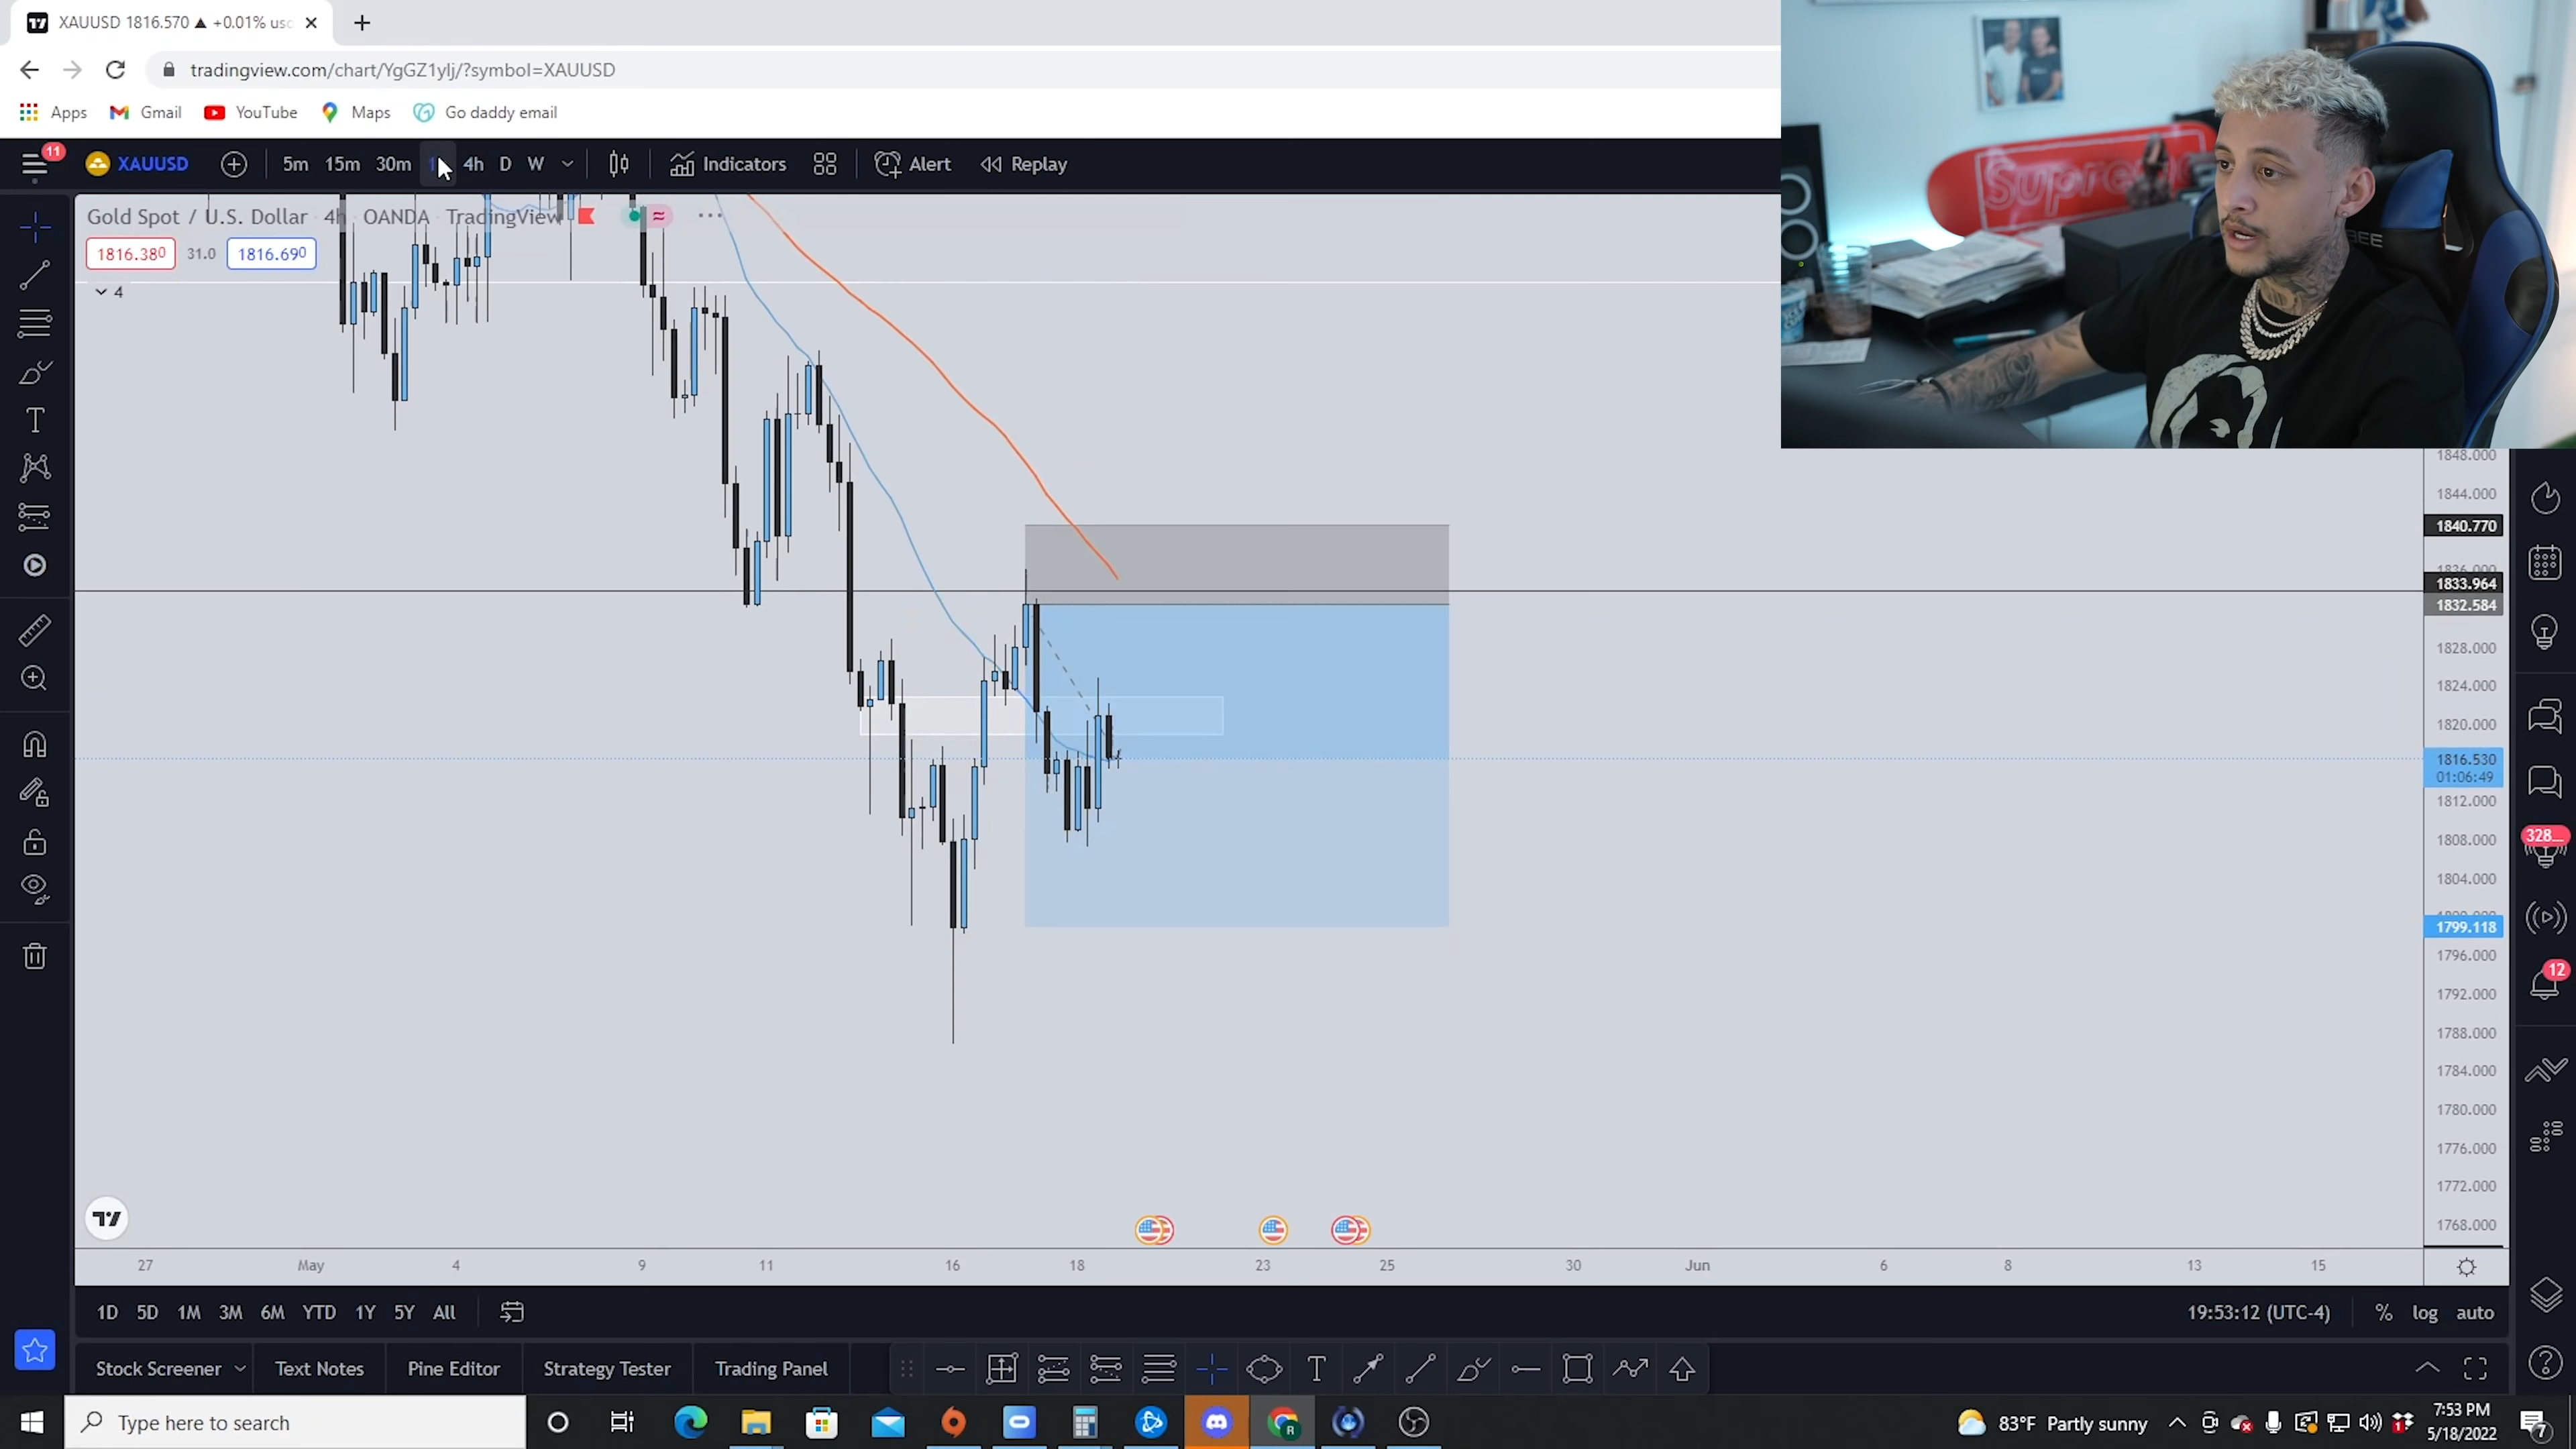 XAUUSD 1816.570 ▲ +0.01%
tradingview.com/chart/YgGZ1ylj/?symbol=XAUUSD
Apps Gmail YouTube Maps Go daddy email
11 XAUUSD 5m 15m 30m 4h D W Indicators Alert Replay
Gold Spot / U.S. Dollar · 4h · OANDA · TradingView
1816.380 31.0 1816.690
4
Supreme
1848.000
1844.000
1840.770
1836.000
1833.964
1832.584
1828.000
1824.000
1820.000
1816.530
01:06:49
1812.000
1808.000
1804.000
1799.118
1796.000
1792.000
1788.000
1784.000
1780.000
1776.000
1772.000
1768.000
328
12
27 May 4 9 11 16 18 23 25 30 Jun 6 8 13 15
1D 5D 1M 3M 6M YTD 1Y 5Y All 19:53:12 (UTC-4) % log auto
Stock Screener Text Notes Pine Editor Strategy Tester Trading Panel
Type here to search
83°F Partly sunny
7:53 PM
5/18/2022
7